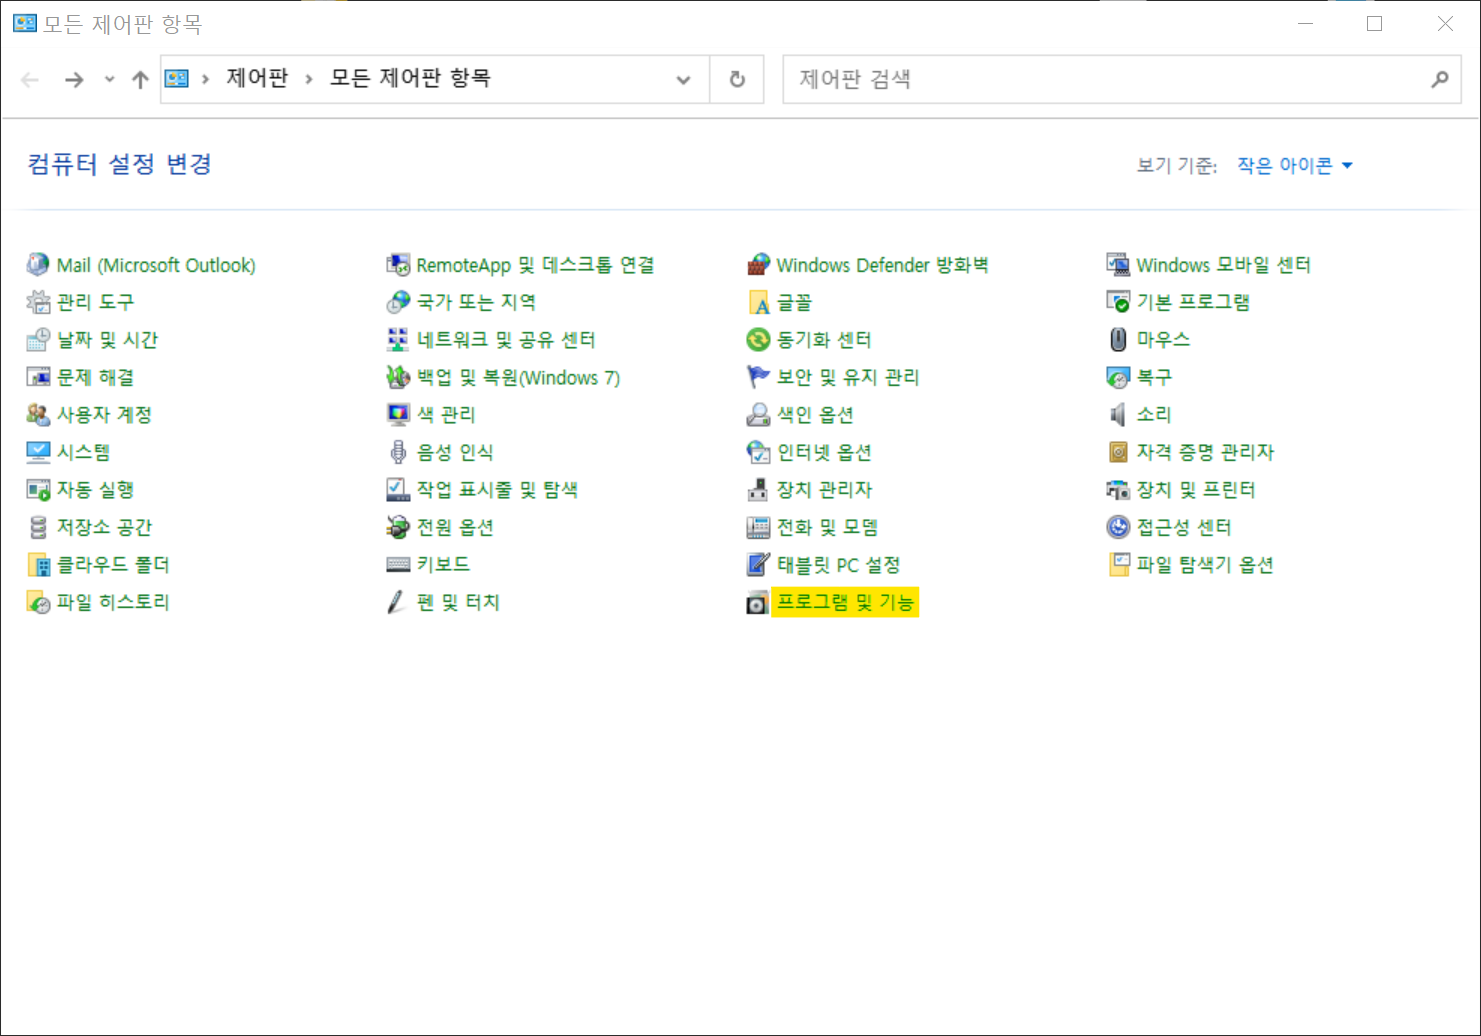 모든 제어판 항목
제어판 > 모든 제어판 항목
제어판 검색
컴퓨터 설정 변경
보기 기준: 작은 아이콘
Mail (Microsoft Outlook)
RemoteApp 및 데스크톱 연결
Windows Defender 방화벽
Windows 모바일 센터
관리 도구
국가 또는 지역
글꼴
기본 프로그램
날짜 및 시간
네트워크 및 공유 센터
동기화 센터
마우스
문제 해결
백업 및 복원(Windows 7)
보안 및 유지 관리
복구
사용자 계정
색 관리
색인 옵션
소리
시스템
음성 인식
인터넷 옵션
자격 증명 관리자
자동 실행
작업 표시줄 및 탐색
장치 관리자
장치 및 프린터
저장소 공간
전원 옵션
전화 및 모뎀
접근성 센터
클라우드 폴더
키보드
태블릿 PC 설정
파일 탐색기 옵션
파일 히스토리
펜 및 터치
프로그램 및 기능